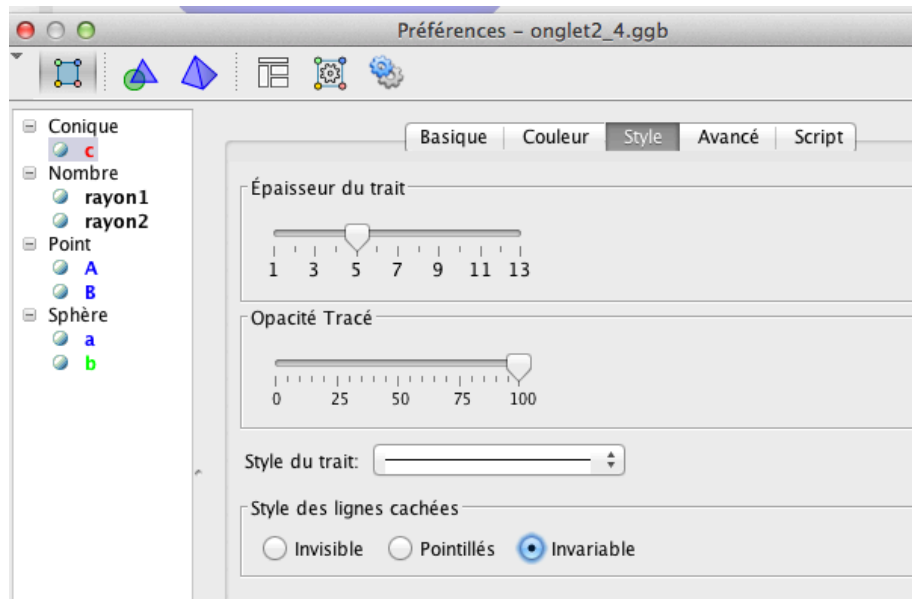 Préférences – onglet2_4.ggb
Conique
c
Nombre
rayon1
rayon2
Point
A
B
Sphère
a
b
Basique Couleur Style Avancé Script
Épaisseur du trait
1 3 5 7 9 11 13
Opacité Tracé
0 25 50 75 100
Style du trait:
Style des lignes cachées
Invisible Pointillés Invariable